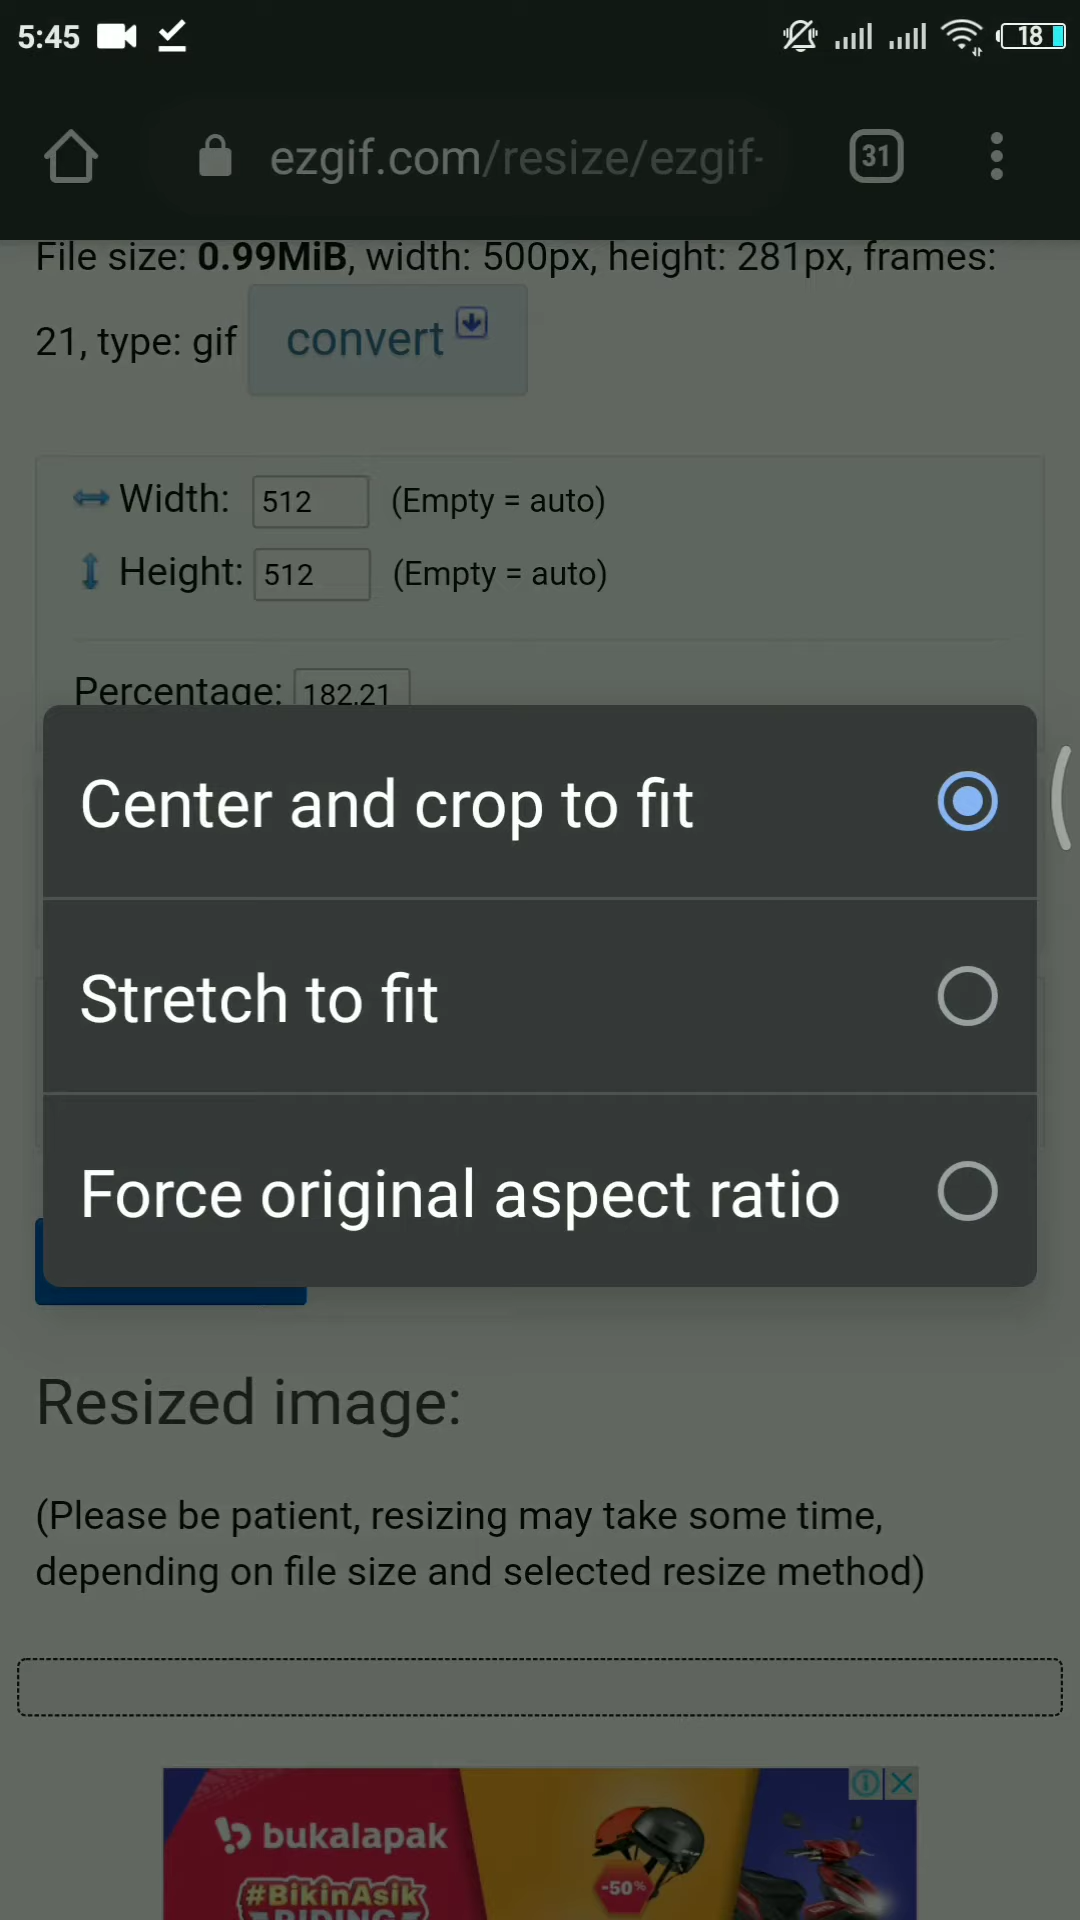 5:45
18
ezgif.com/resize/ezgif-
31
File size: 0.99MiB, width: 500px, height: 281px, frames:
21, type: gif convert
Width: 512 (Empty = auto)
Height: 512 (Empty = auto)
Percentage: 182.21
Center and crop to fit
Stretch to fit
Force original aspect ratio
Resized image:
(Please be patient, resizing may take some time,
depending on file size and selected resize method)
bukalapak
#BikinAsik
RIDING
-50%